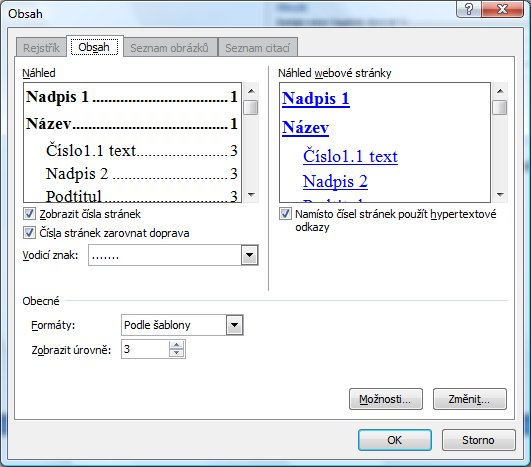 Obsah
Rejstřík Obsah Seznam obrázků Seznam citací
Náhled
Nadpis 1 ................................ 1
Název .................................... 1
Číslo1.1 text ....................... 3
Nadpis 2 ............................. 3
Podtitul ............................... 3
Zobrazit čísla stránek
Čísla stránek zarovnat doprava
Vodicí znak: .......
Náhled webové stránky
Nadpis 1
Název
Číslo1.1 text
Nadpis 2
Namísto čísel stránek použít hypertextové
odkazy
Obecné
Formáty: Podle šablony
Zobrazit úrovně: 3
Možnosti... Změnit...
OK Storno